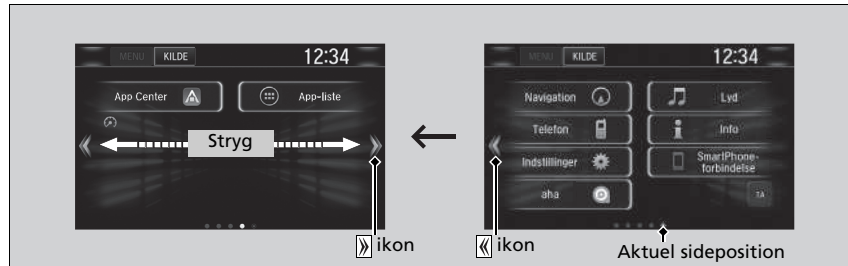 MENU KILDE 12:34
App Center App-liste
Stryg
» ikon
MENU KILDE 12:34
Navigation Lyd
Telefon Info
Indstillinger SmartPhone-
forbindelse
aha TA
« ikon
Aktuel sideposition